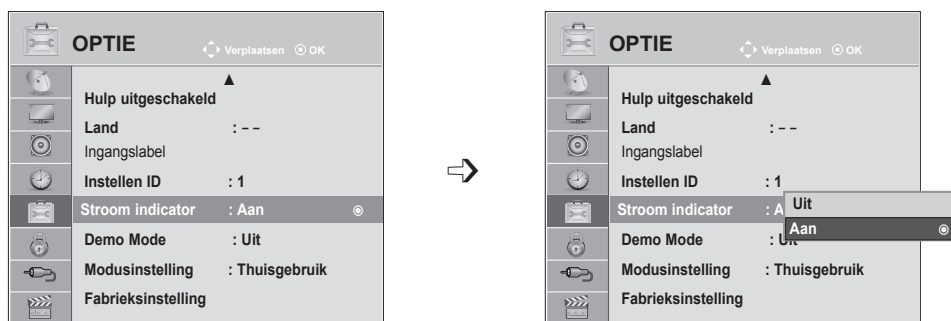 OPTIE
Verplaatsen OK
Hulp uitgeschakeld
Land : – –
Ingangslabel
Instellen ID : 1
Stroom indicator : Aan
Demo Mode : Uit
Modusinstelling : Thuisgebruik
Fabrieksinstelling
OPTIE
Verplaatsen OK
Hulp uitgeschakeld
Land : – –
Ingangslabel
Instellen ID : 1
Stroom indicator : A
Uit
Aan
Demo Mode : Uit
Modusinstelling : Thuisgebruik
Fabrieksinstelling